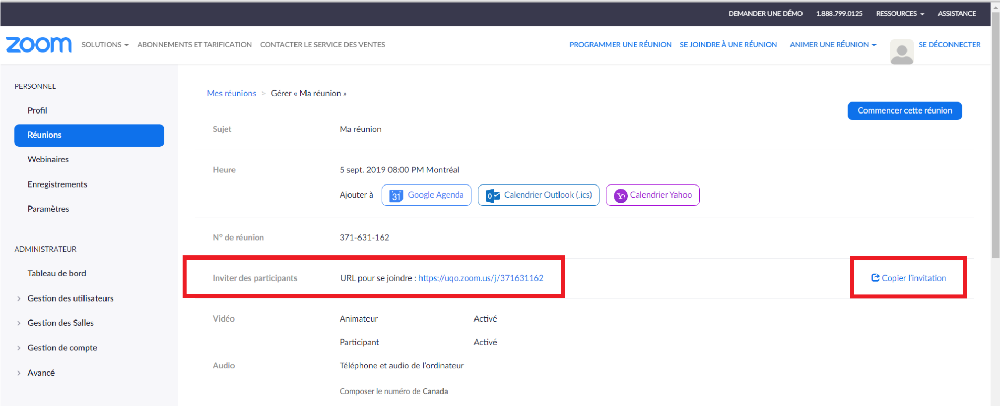 DEMANDER UNE DÉMO 1.888.799.0125 RESSOURCES ASSISTANCE
zoom SOLUTIONS ABONNEMENTS ET TARIFICATION CONTACTER LE SERVICE DES VENTES PROGRAMMER UNE RÉUNION SE JOINDRE À UNE RÉUNION ANIMER UNE RÉUNION SE DÉCONNECTER
PERSONNEL
Profil
Réunions
Webinaires
Enregistrements
Paramètres
ADMINISTRATEUR
Tableau de bord
Gestion des utilisateurs
Gestion des Salles
Gestion de compte
Avancé
Mes réunions > Gérer « Ma réunion »
Commencer cette réunion
Sujet Ma réunion
Heure 5 sept. 2019 08:00 PM Montréal
Ajouter à 31 Google Agenda Calendrier Outlook (.ics) Y! Calendrier Yahoo
N° de réunion 371-631-162
Inviter des participants URL pour se joindre : https://uqo.zoom.us/j/371631162 Copier l'invitation
Vidéo Animateur Activé
Participant Activé
Audio Téléphone et audio de l'ordinateur
Composer le numéro de Canada